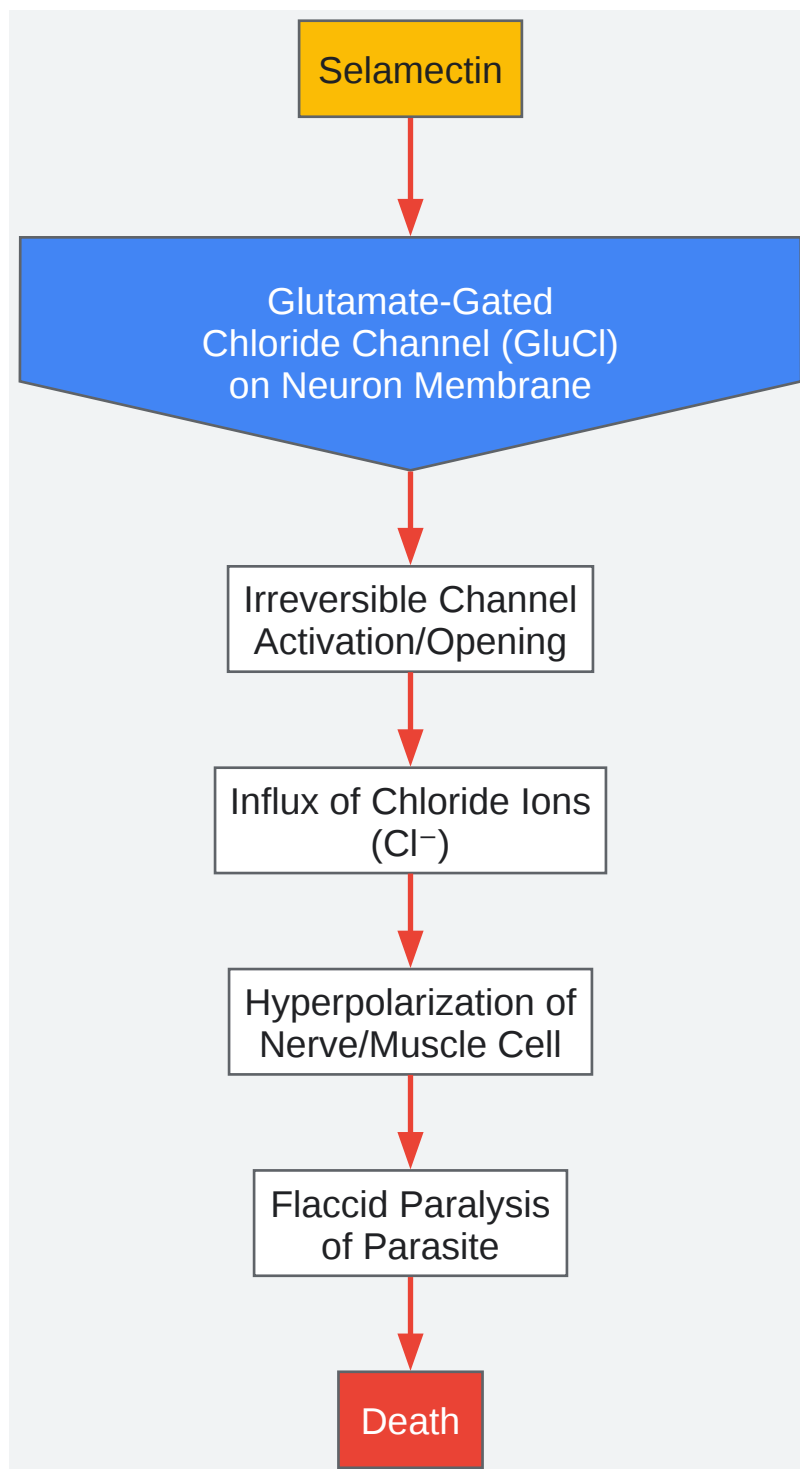 Selamectin
Glutamate-Gated
Chloride Channel (GluCl)
on Neuron Membrane
Irreversible Channel
Activation/Opening
Influx of Chloride Ions
(Cl⁻)
Hyperpolarization of
Nerve/Muscle Cell
Flaccid Paralysis
of Parasite
Death